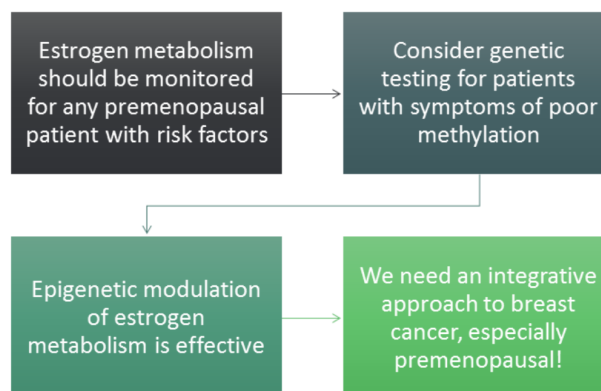 Estrogen metabolism
should be monitored
for any premenopausal
patient with risk factors
Consider genetic
testing for patients
with symptoms of poor
methylation
Epigenetic modulation
of estrogen
metabolism is effective
We need an integrative
approach to breast
cancer, especially
premenopausal!